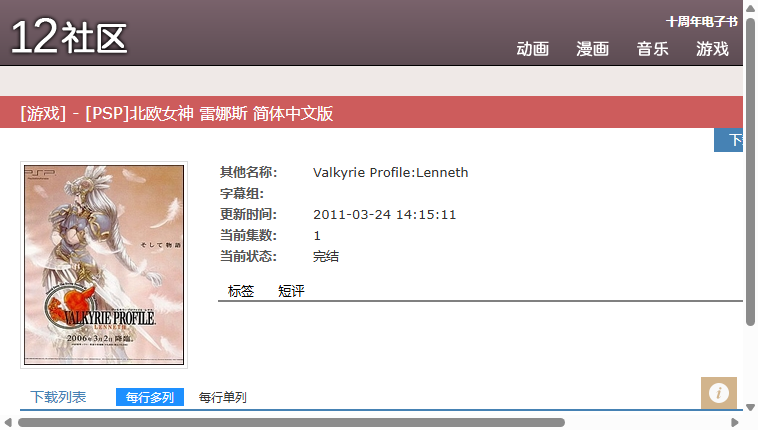 12社区
十周年电子书
动画 漫画 音乐 游戏
[游戏] - [PSP]北欧女神 雷娜斯 简体中文版
PSP
そして物語
VALKYRIE PROFILE
LENNETH
2006年3月2日降臨。
其他名称: Valkyrie Profile:Lenneth
字幕组:
更新时间: 2011-03-24 14:15:11
当前集数: 1
当前状态: 完结
标签 短评
下载列表 每行多列 每行单列